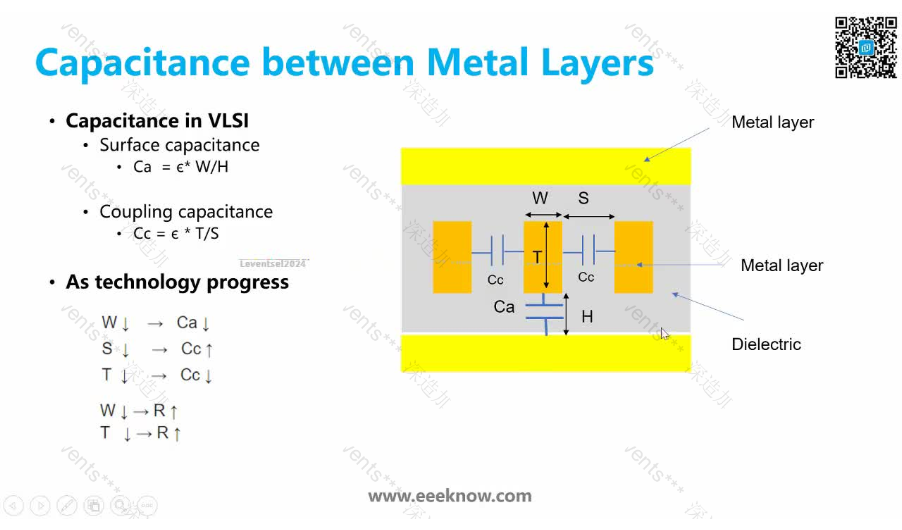 Capacitance between Metal Layers
• Capacitance in VLSI
• Surface capacitance
• Ca = ϵ* W/H
• Coupling capacitance
• Cc = ϵ * T/S
Laventsel2024
• As technology progress
W ↓ → Ca ↓
S ↓ → Cc ↑
T ↓ → Cc ↓
W ↓ → R ↑
T ↓ → R ↑
Metal layer
W
S
T
Cc
Cc
Metal layer
Ca
H
Dielectric
www.eeeknow.com